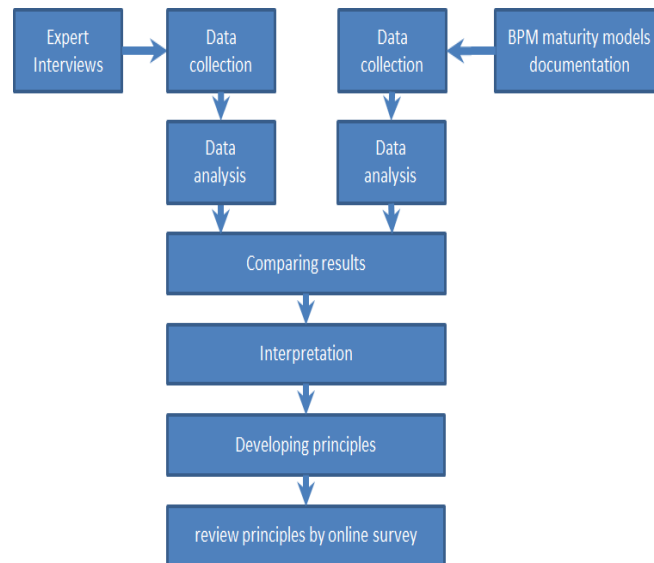 Expert
Interviews
Data
collection
Data
collection
BPM maturity models
documentation
Data
analysis
Data
analysis
Comparing results
Interpretation
Developing principles
review principles by online survey